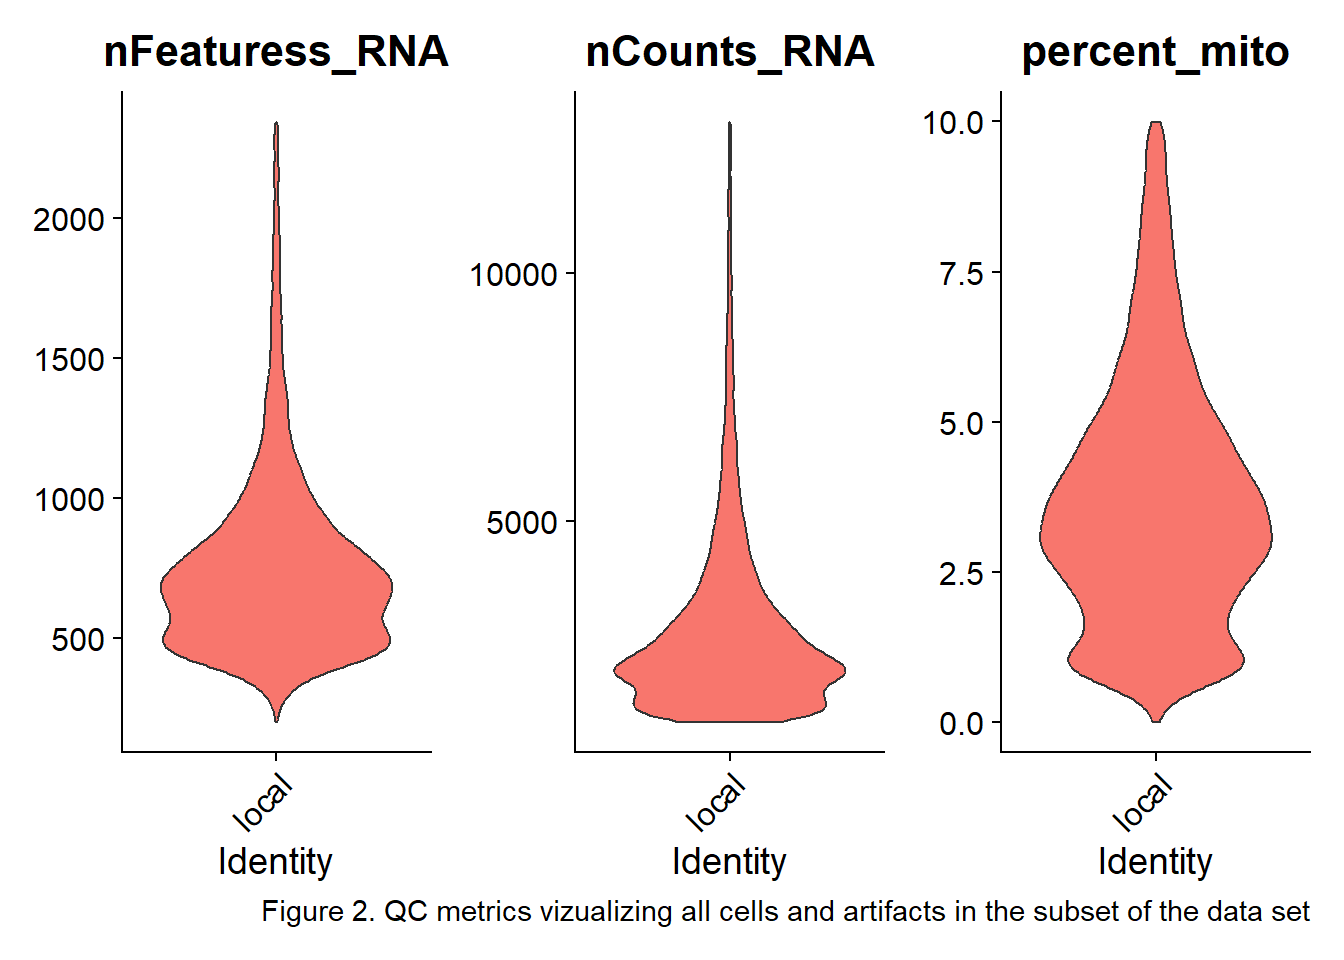 nFeaturess_RNA
2000
1500
1000
500
local
Identity
nCounts_RNA
10000
5000
local
Identity
percent_mito
10.0
7.5
5.0
2.5
0.0
local
Identity
Figure 2. QC metrics vizualizing all cells and artifacts in the subset of the data set